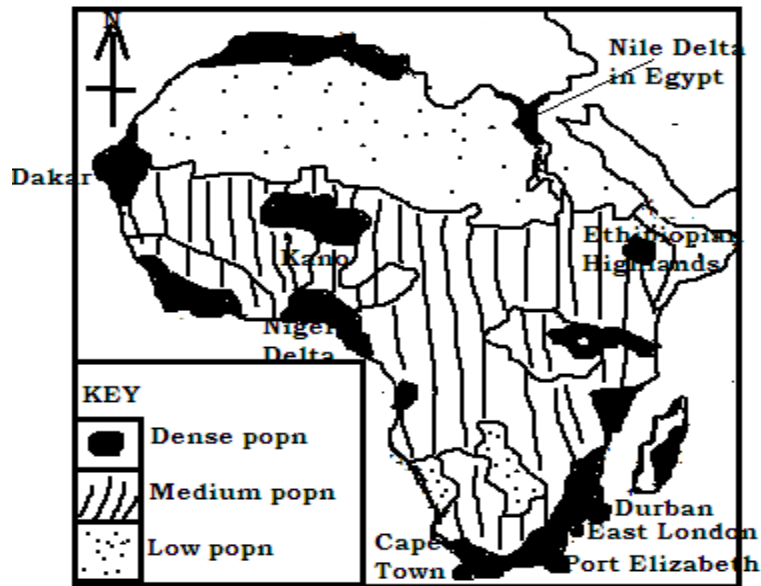 N
Nile Delta
in Egypt
Dakar
Ethibiopian
Highlands
Kano
Niger
Delta
KEY
Dense popn
Medium popn
Low popn
Durban
East London
Port Elizabeth
Cape
Town